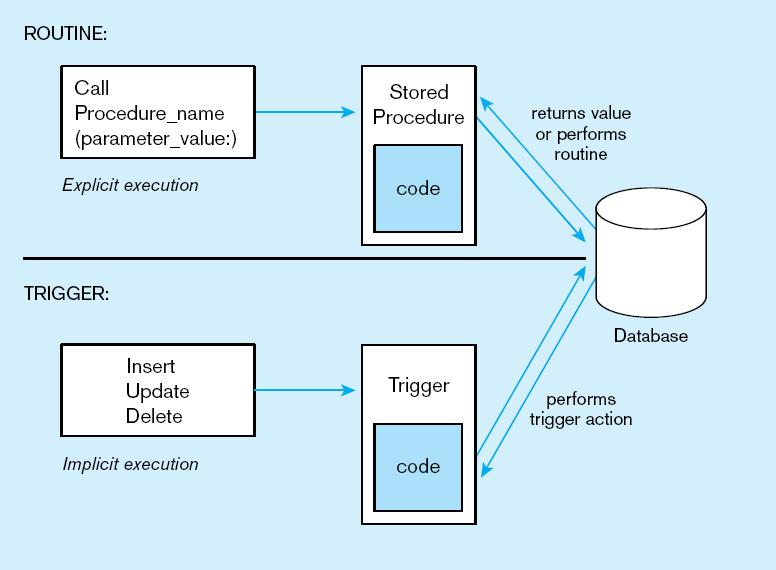 ROUTINE:
Call
Procedure_name
(parameter_value:)
Explicit execution
Stored
Procedure
code
returns value
or performs
routine
Database
TRIGGER:
Insert
Update
Delete
Implicit execution
Trigger
code
performs
trigger action